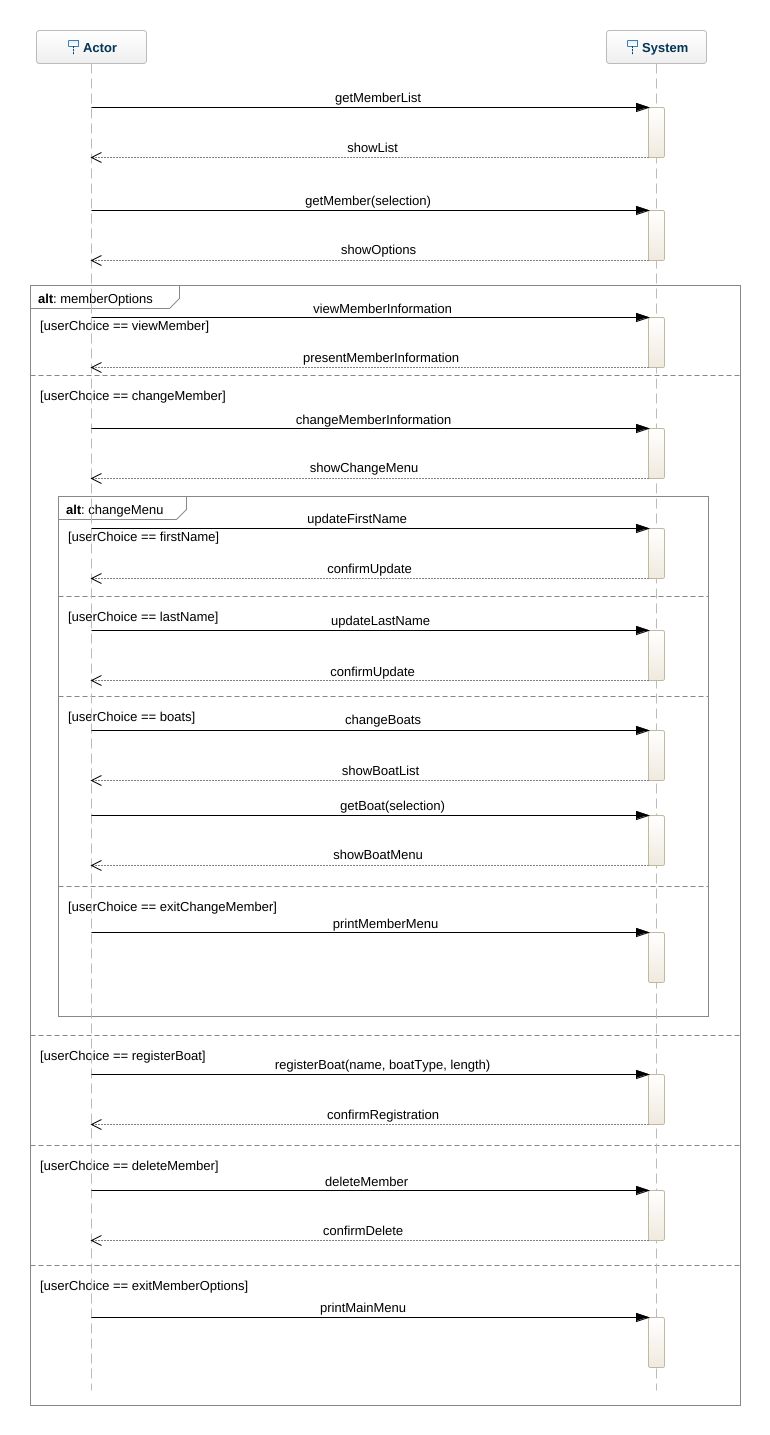 Actor
System
getMemberList
showList
getMember(selection)
showOptions
alt: memberOptions
viewMemberInformation
[userChoice == viewMember]
presentMemberInformation
[userChoice == changeMember]
changeMemberInformation
showChangeMenu
alt: changeMenu
updateFirstName
[userChoice == firstName]
confirmUpdate
[userChoice == lastName]
updateLastName
confirmUpdate
[userChoice == boats]
changeBoats
showBoatList
getBoat(selection)
showBoatMenu
[userChoice == exitChangeMember]
printMemberMenu
[userChoice == registerBoat]
registerBoat(name, boatType, length)
confirmRegistration
[userChoice == deleteMember]
deleteMember
confirmDelete
[userChoice == exitMemberOptions]
printMainMenu